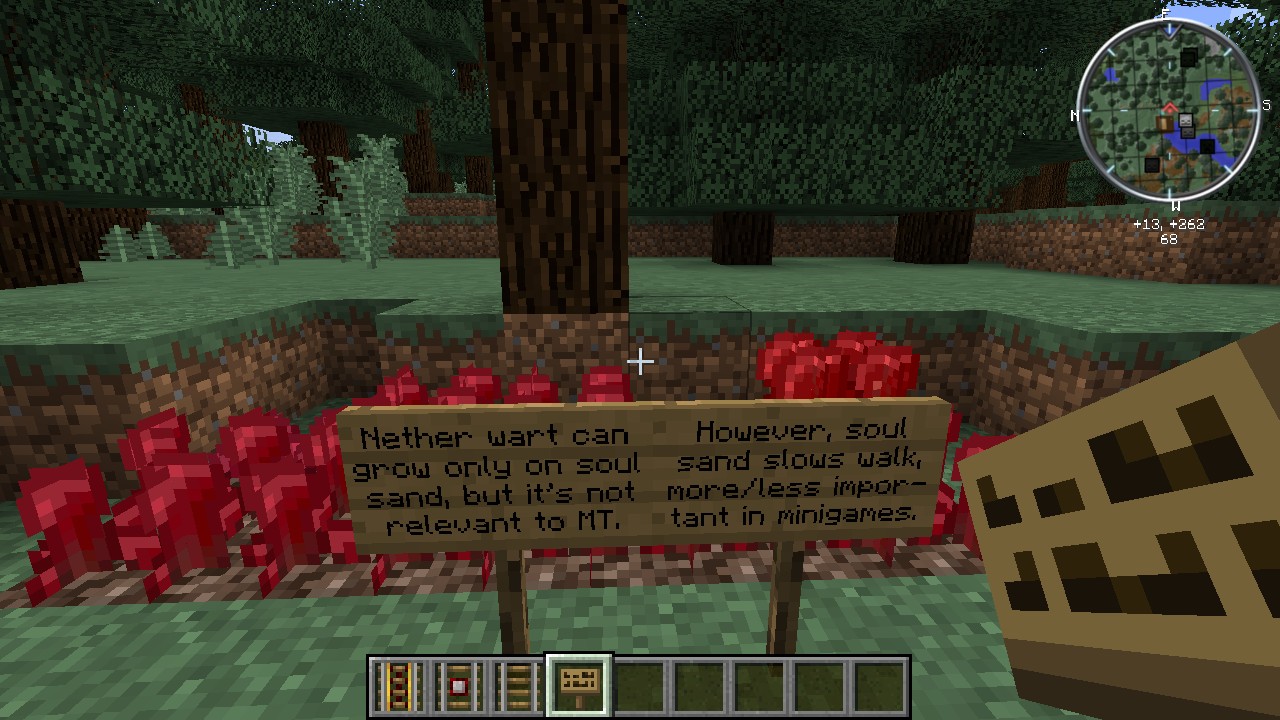 Nether wart can
grow only on soul
sand, but it's not
relevant to MT.
However, soul
sand slows walk,
more/less impor-
tant in minigames.
E
N
S
W
+13, +262
68